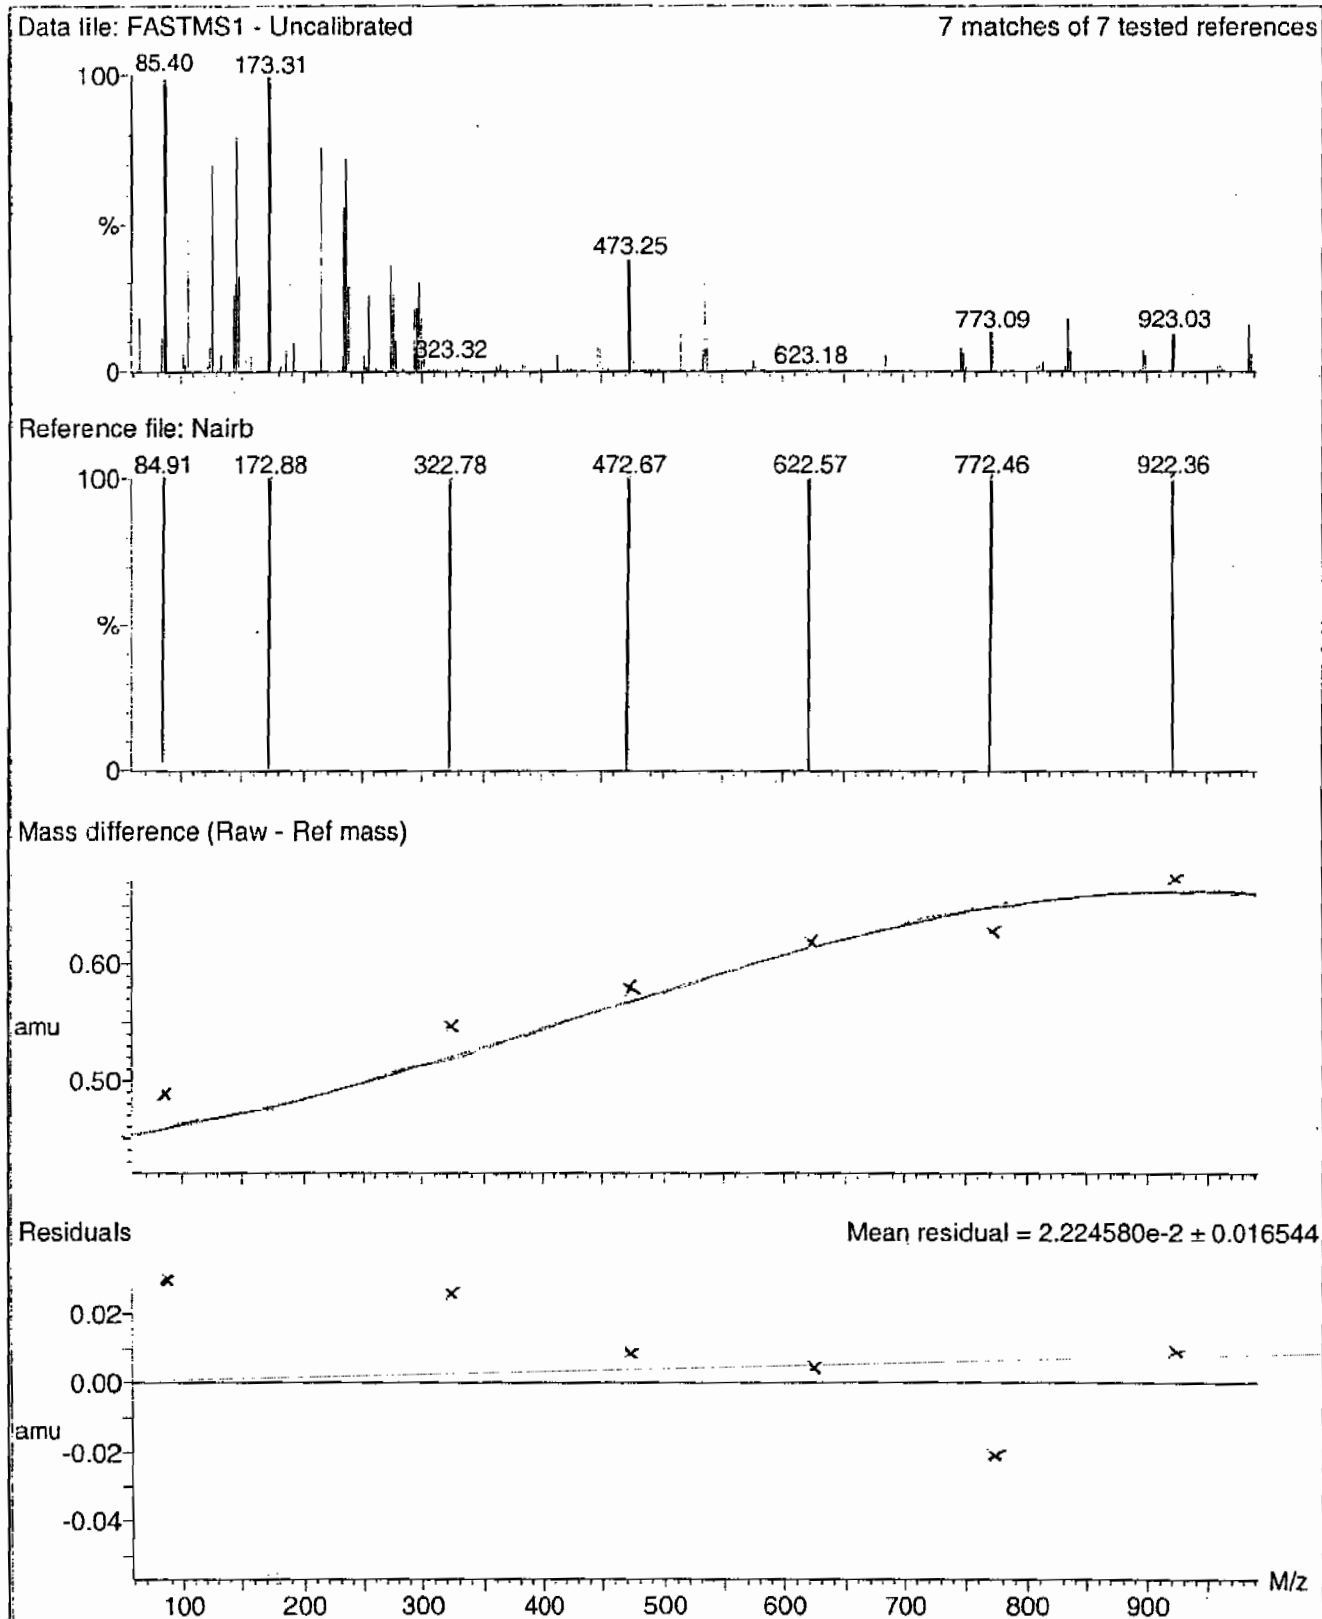 Data file: FASTMS1 - Uncalibrated 7 matches of 7 tested references
85.40 173.31
100
%
473.25
323.32 623.18 773.09 923.03
0
Reference file: Nairb
84.91 172.88 322.78 472.67 622.57 772.46 922.36
100
%
0
Mass difference (Raw - Ref mass)
0.60
amu
0.50
Residuals Mean residual = 2.224580e-2 ± 0.016544
0.02
0.00
amu
-0.02
-0.04
M/z
100 200 300 400 500 600 700 800 900